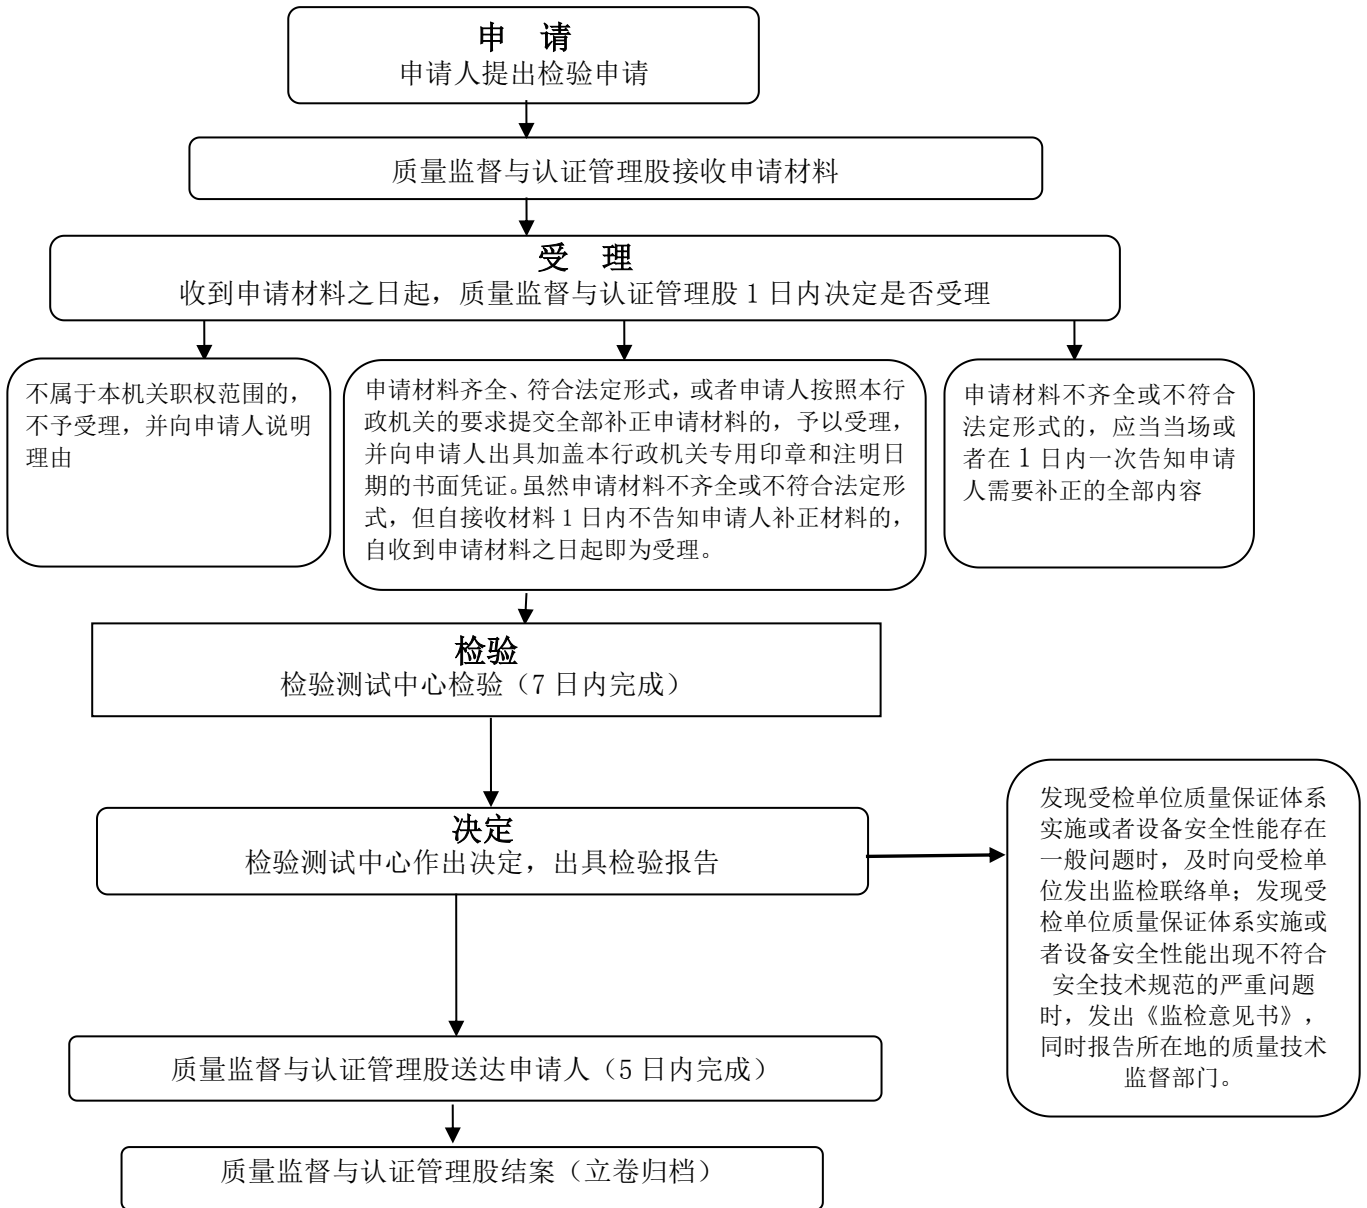 申　请
申请人提出检验申请
质量监督与认证管理股接收申请材料
受　理
收到申请材料之日起，质量监督与认证管理股 1 日内决定是否受理
不属于本机关职权范围的，
不予受理，并向申请人说明
理由
申请材料齐全、符合法定形式，或者申请人按照本行
政机关的要求提交全部补正申请材料的，予以受理，
并向申请人出具加盖本行政机关专用印章和注明日
期的书面凭证。虽然申请材料不齐全或不符合法定形
式，但自接收材料 1 日内不告知申请人补正材料的，
自收到申请材料之日起即为受理。
申请材料不齐全或不符合
法定形式的，应当当场或
者在 1 日内一次告知申请
人需要补正的全部内容
检验
检验测试中心检验（7 日内完成）
决定
检验测试中心作出决定，出具检验报告
发现受检单位质量保证体系
实施或者设备安全性能存在
一般问题时，及时向受检单
位发出监检联络单；发现受
检单位质量保证体系实施或
者设备安全性能出现不符合
安全技术规范的严重问题
时，发出《监检意见书》，
同时报告所在地的质量技术
监督部门。
质量监督与认证管理股送达申请人（5 日内完成）
质量监督与认证管理股结案（立卷归档）